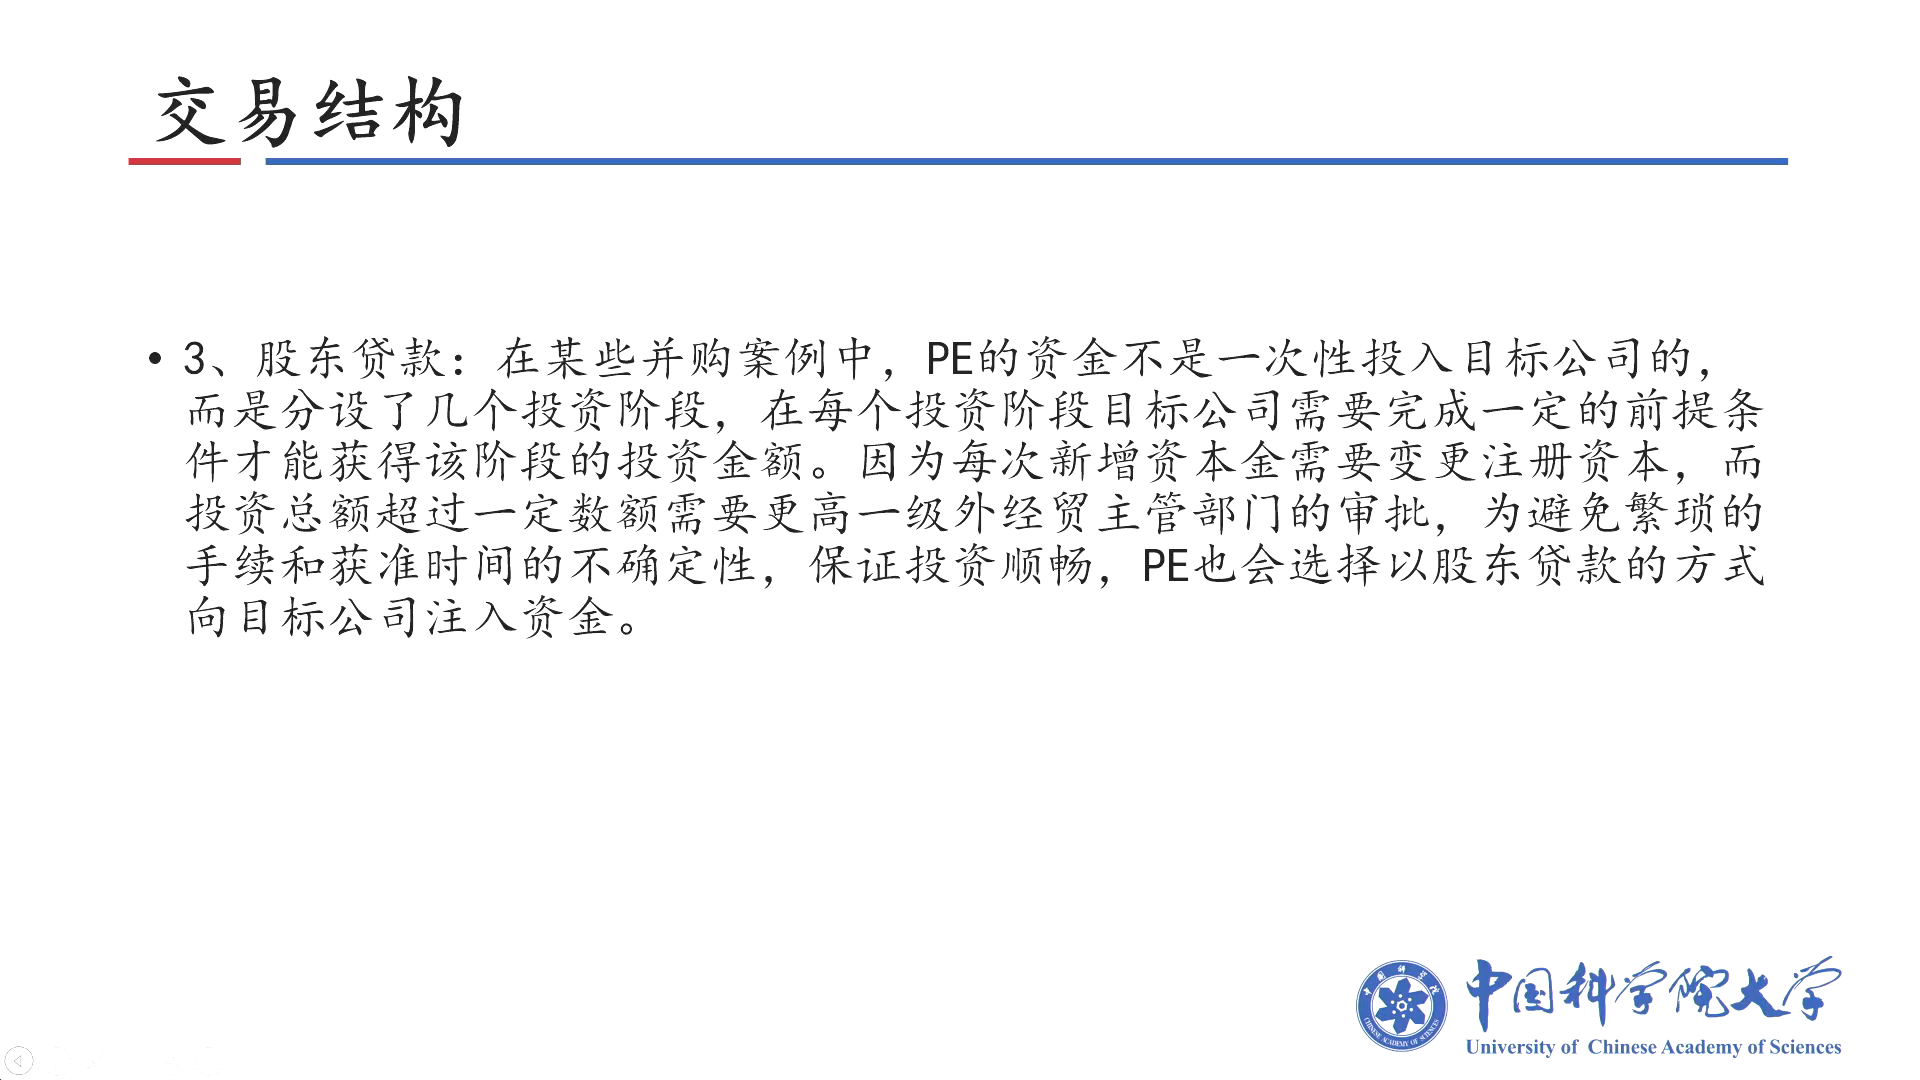 交易结构
• 3、股东贷款：在某些并购案例中，PE的资金不是一次性投入目标公司的，
而是分设了几个投资阶段，在每个投资阶段目标公司需要完成一定的前提条
件才能获得该阶段的投资金额。因为每次新增资本金需要变更注册资本，而
投资总额超过一定数额需要更高一级外经贸主管部门的审批，为避免繁琐的
手续和获准时间的不确定性，保证投资顺畅，PE也会选择以股东贷款的方式
向目标公司注入资金。
中国科学院
CHINESE ACADEMY OF SCIENCES
中国科学院大学
University of Chinese Academy of Sciences